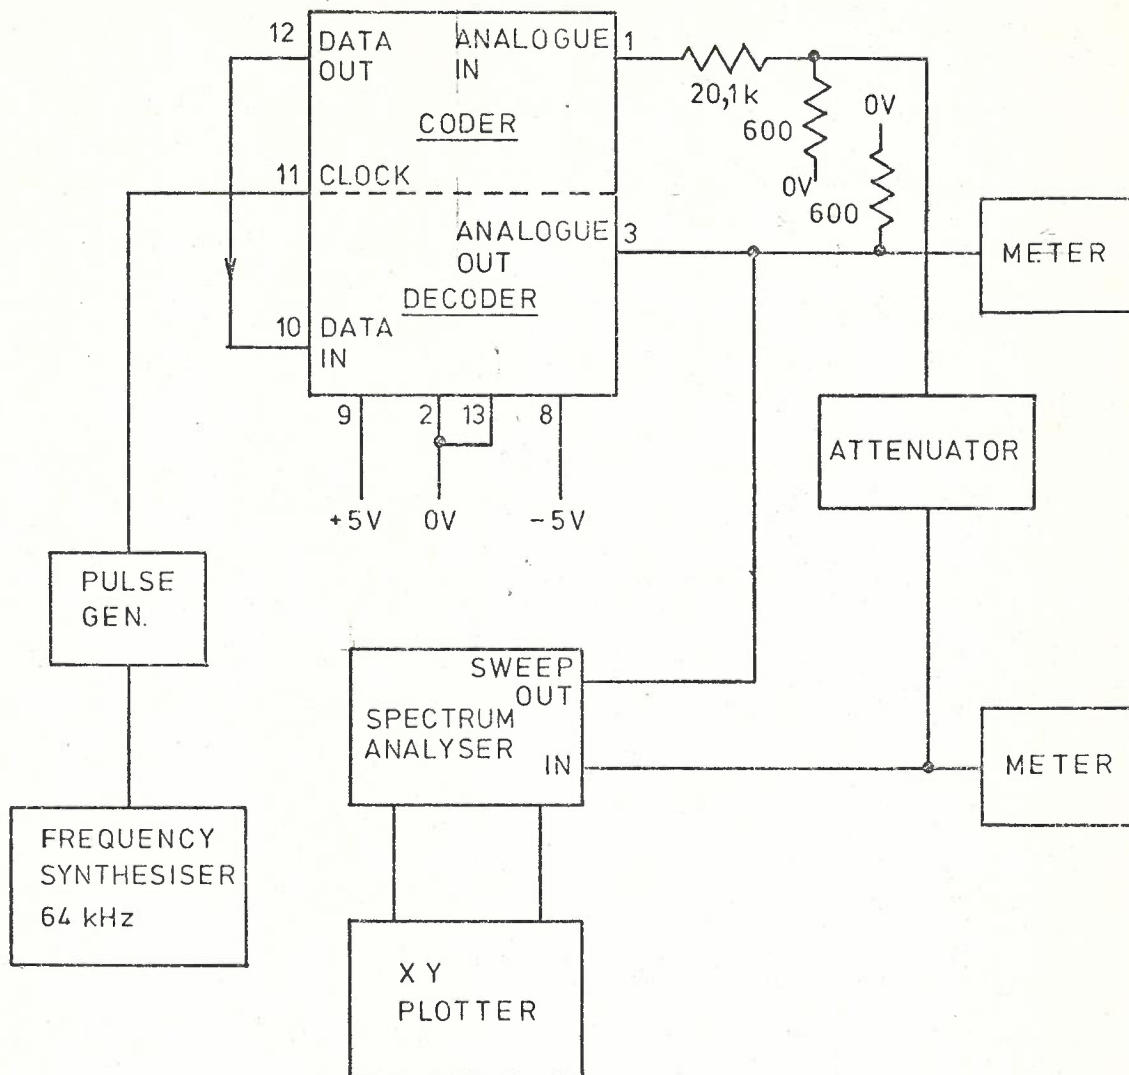 12
DATA
OUT
ANALOGUE
IN
1
CODER
20,1k
600
0V
0V
600
11
CLOCK
ANALOGUE
OUT
3
DECODER
METER
10
DATA
IN
9
2
13
8
+5V
0V
-5V
ATTENUATOR
PULSE
GEN.
SWEEP
OUT
SPECTRUM
ANALYSER
IN
METER
FREQUENCY
SYNTHESISER
64 kHz
X Y
PLOTTER